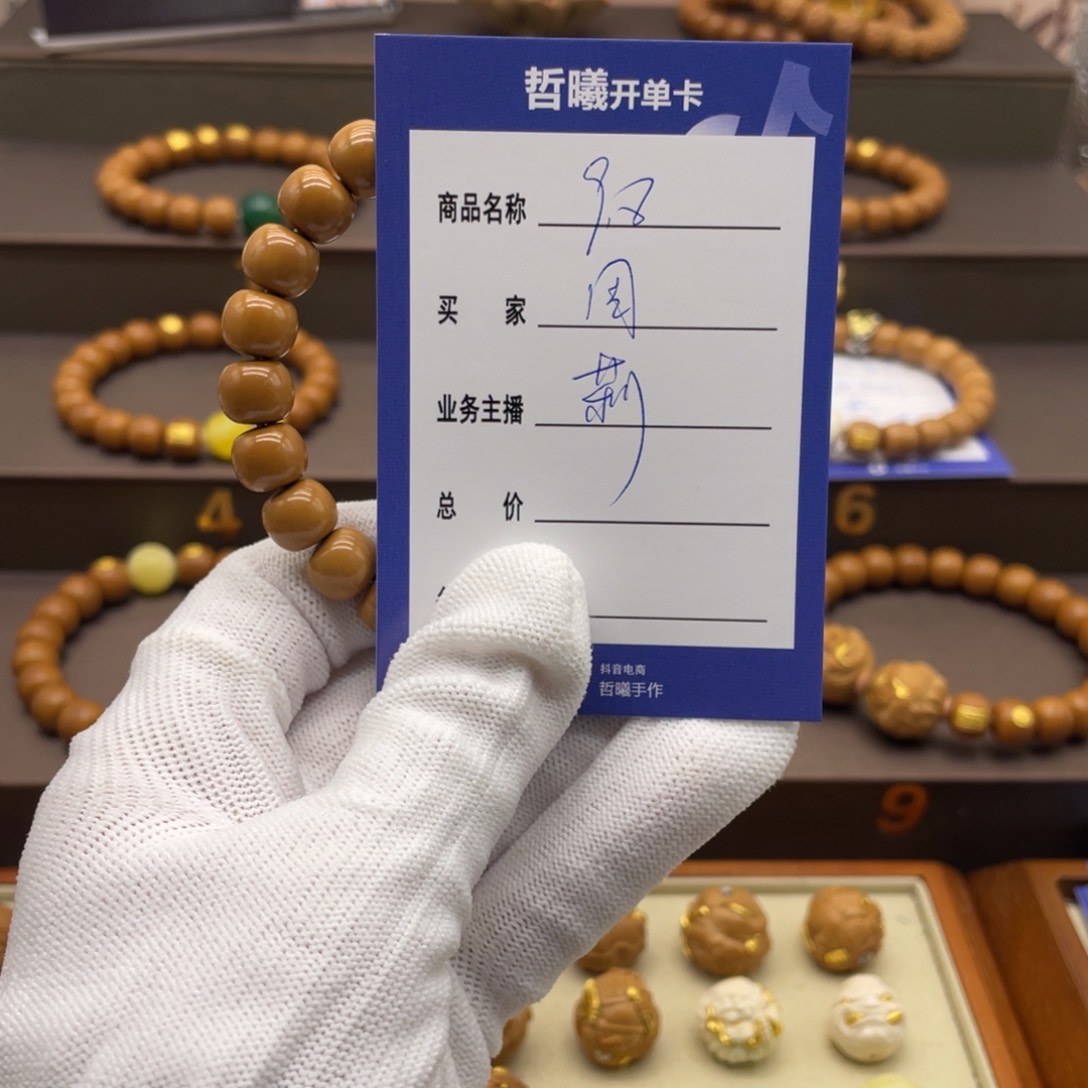 哲曦开单卡
商品名称
买 家 周
业务主播 莉
总 价
抖音电商
哲曦手作
4
6
9